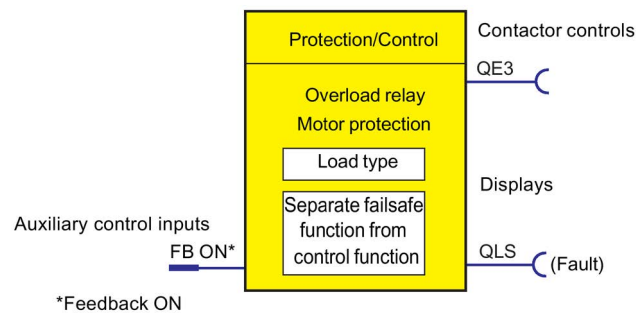 Protection/Control
Contactor controls
QE3
Overload relay
Motor protection
Load type
Displays
Separate failsafe
function from
control function
Auxiliary control inputs
FB ON*
QLS
(Fault)
*Feedback ON